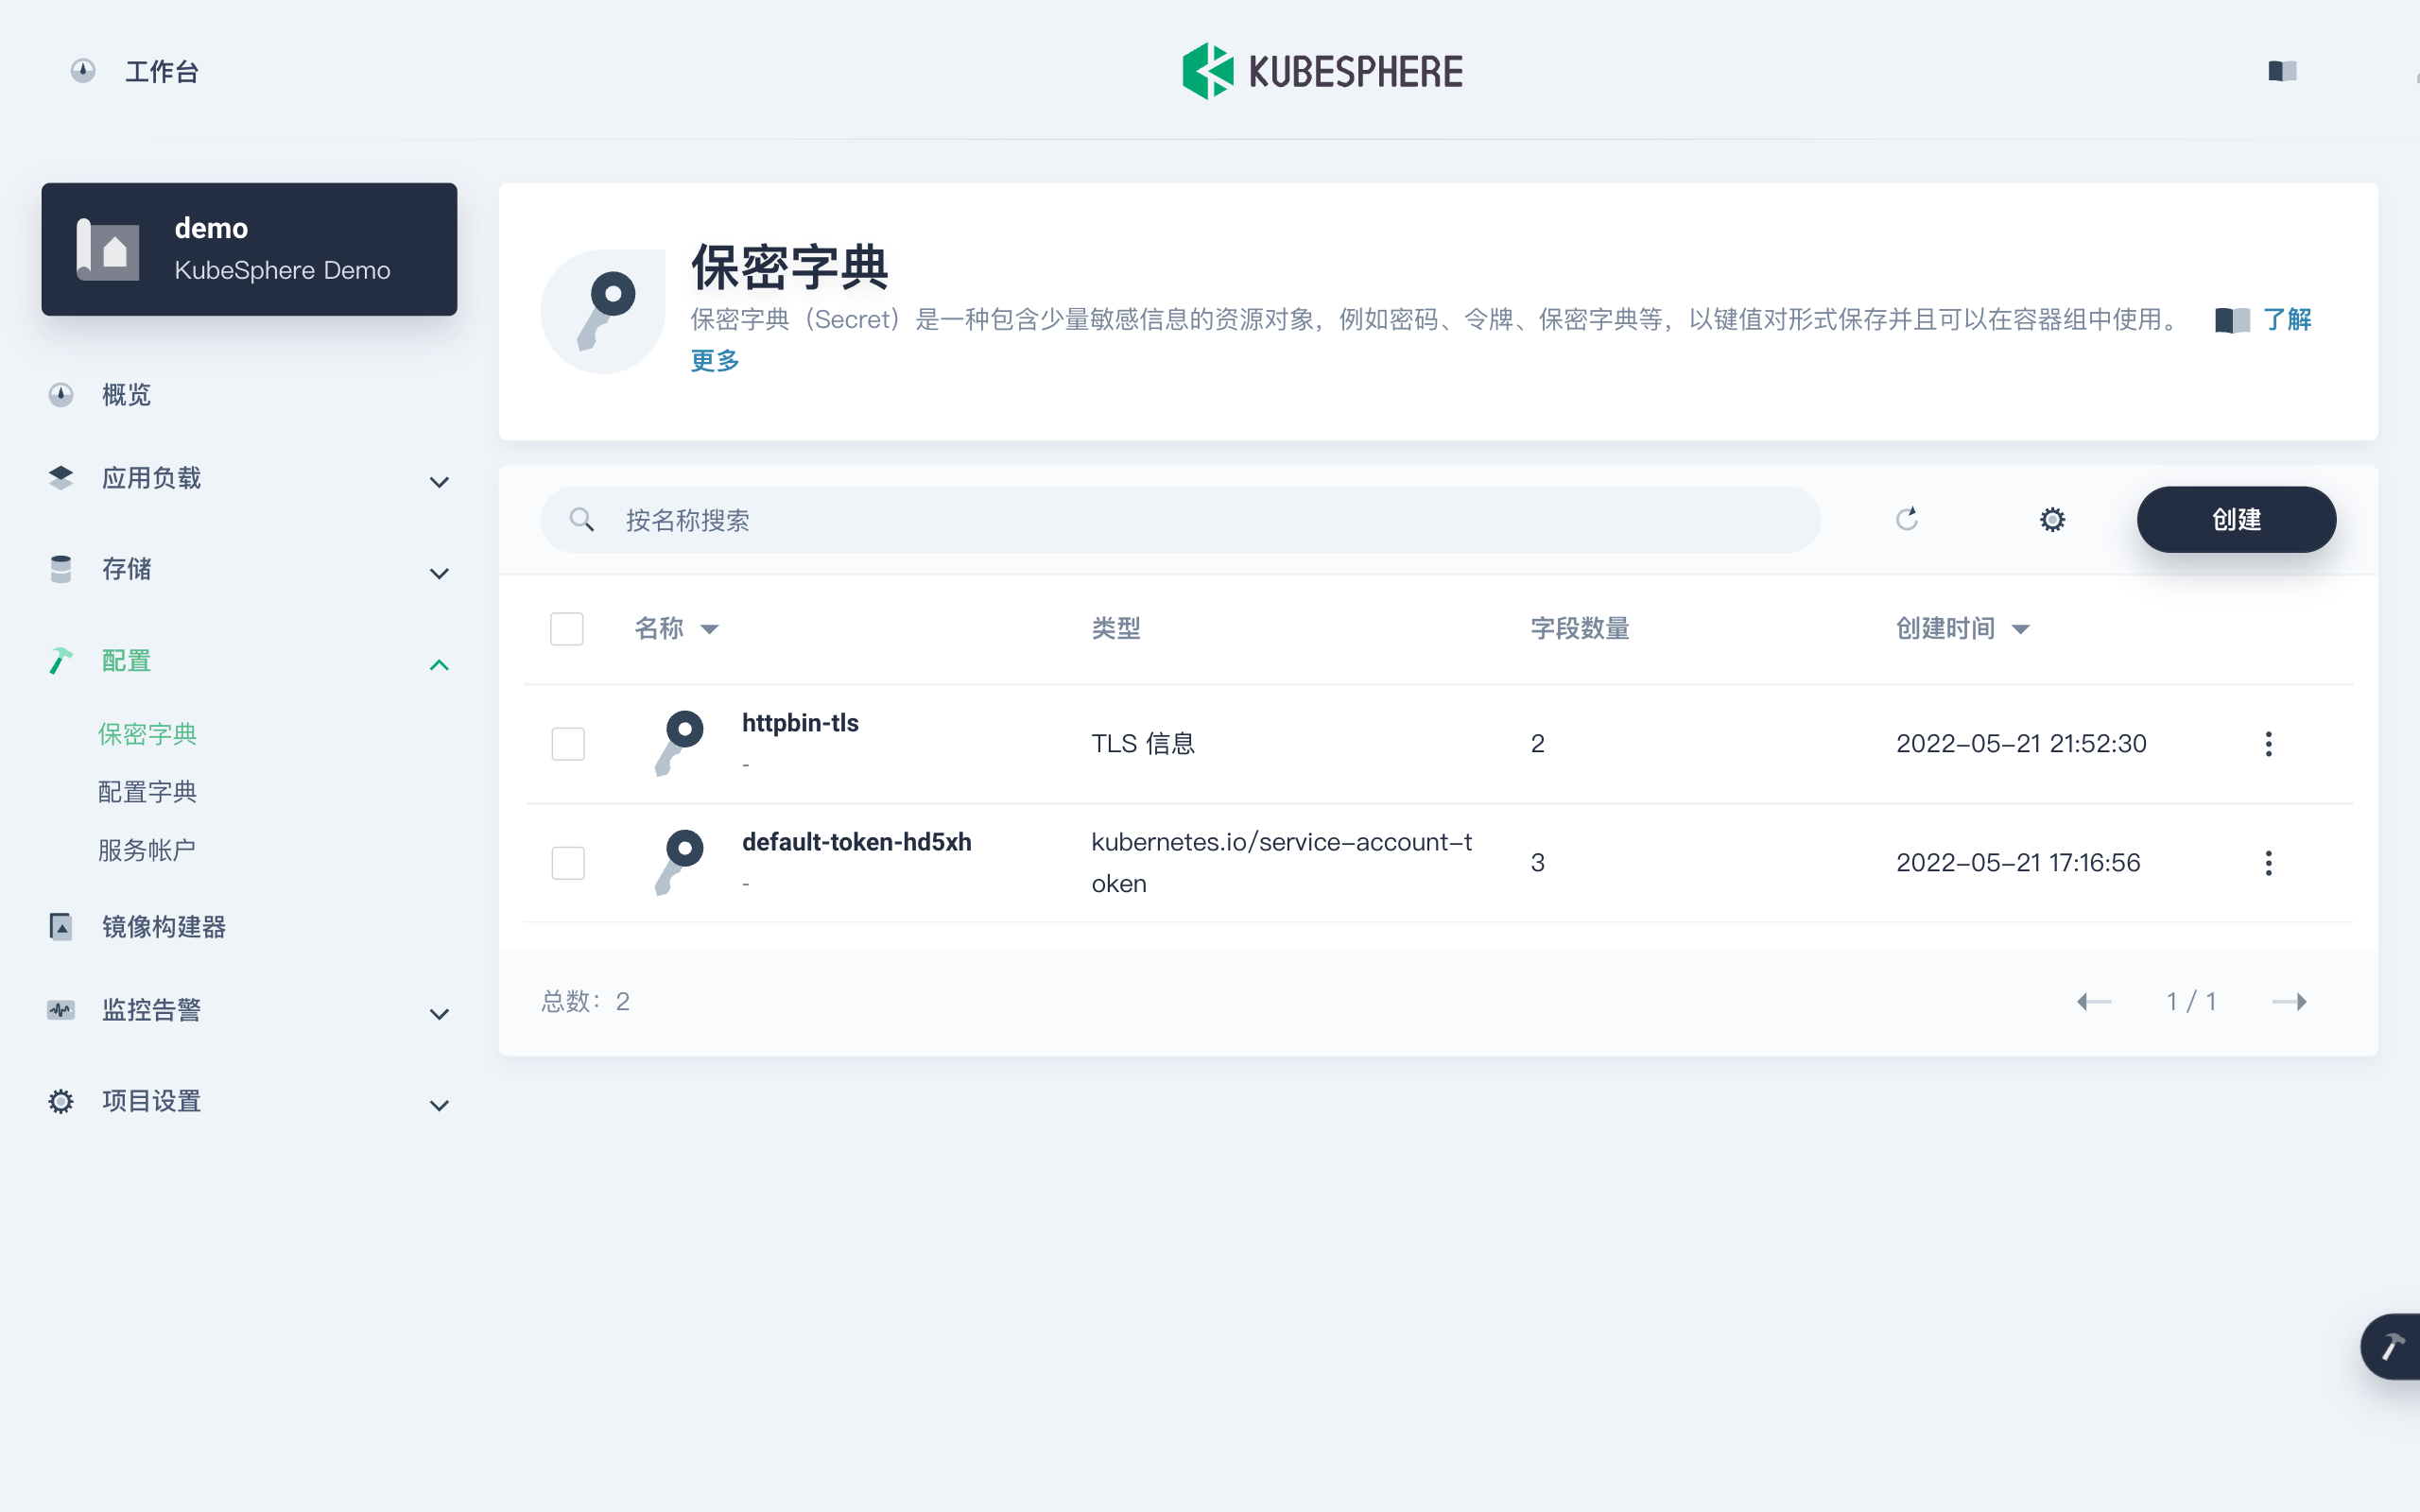 工作台
KUBESPHERE
demo
KubeSphere Demo
概览
应用负载
存储
配置
保密字典
配置字典
服务帐户
镜像构建器
监控告警
项目设置
保密字典
保密字典（Secret）是一种包含少量敏感信息的资源对象，例如密码、令牌、保密字典等，以键值对形式保存并且可以在容器组中使用。 了解
更多
按名称搜索
创建
名称 类型 字段数量 创建时间
httpbin-tls
-
TLS 信息 2 2022-05-21 21:52:30
default-token-hd5xh
-
kubernetes.io/service-account-t
oken
3 2022-05-21 17:16:56
总数：2
1 / 1